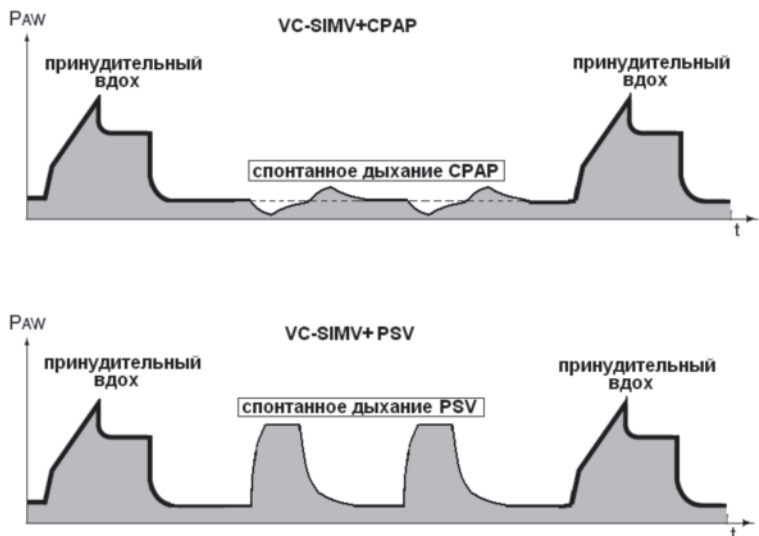 PAW
VC-SIMV+CPAP
принудительный
вдох
принудительный
вдох
спонтанное дыхание CPAP
t
PAW
VC-SIMV+ PSV
принудительный
вдох
принудительный
вдох
спонтанное дыхание PSV
t